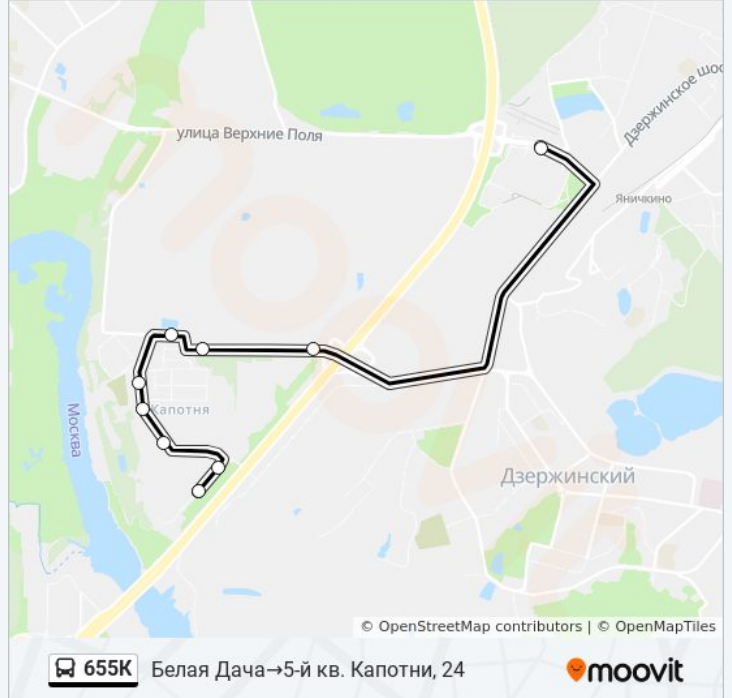 улица Верхние Поля
Дзержинское шос
Яничкино
Капотня
Москва
Дзержинский
© OpenStreetMap contributors | © OpenMapTiles
655К Белая Дача→5-й кв. Капотни, 24
moovit